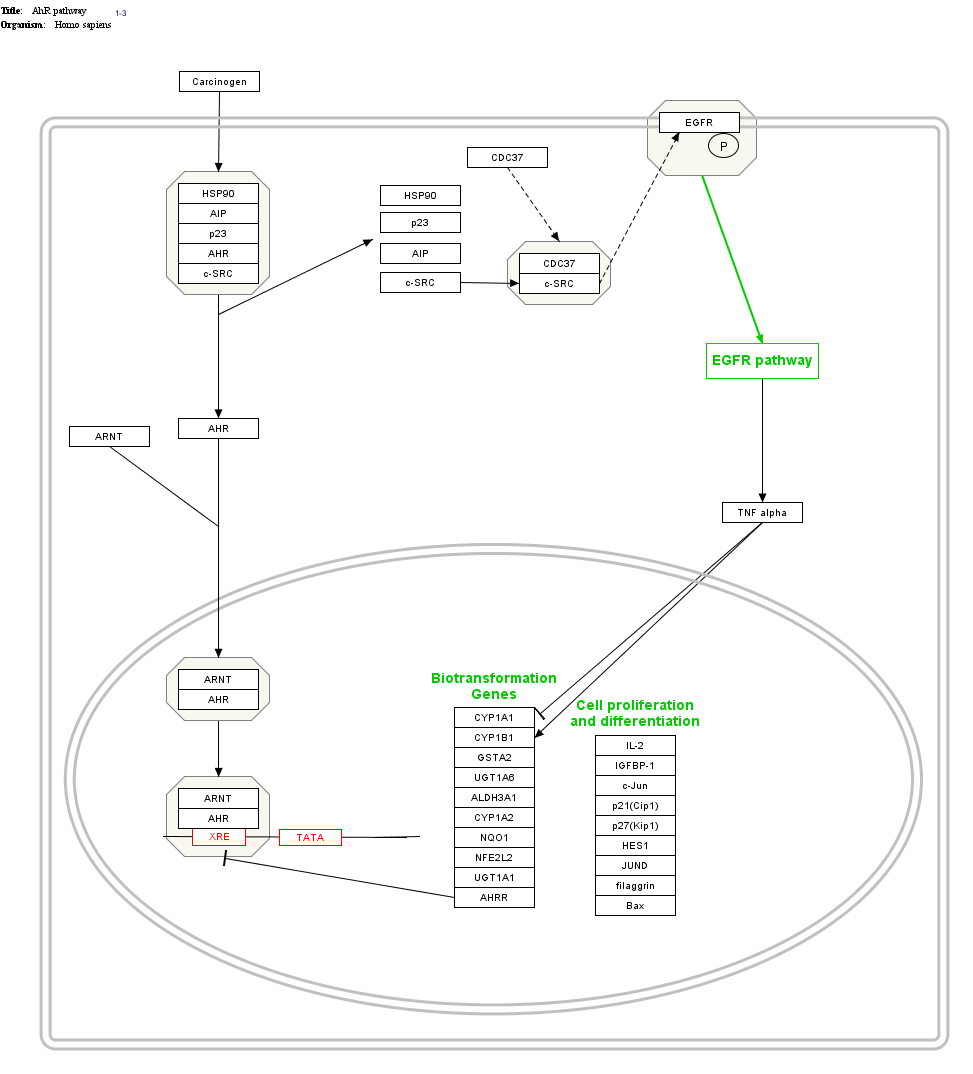 Title: AhR pathway 1-3
Organism: Homo sapiens
Carcinogen
HSP90
AIP
p23
AHR
c-SRC
HSP90
p23
AIP
c-SRC
CDC37
CDC37
c-SRC
EGFR
P
EGFR pathway
TNF alpha
ARNT
AHR
ARNT
AHR
ARNT
AHR
XRE
TATA
Biotransformation
Genes
CYP1A1
CYP1B1
GSTA2
UGT1A6
ALDH3A1
CYP1A2
NQO1
NFE2L2
UGT1A1
AHRR
Cell proliferation
and differentiation
IL-2
IGFBP-1
c-Jun
p21(Cip1)
p27(Kip1)
HES1
JUND
filaggrin
Bax